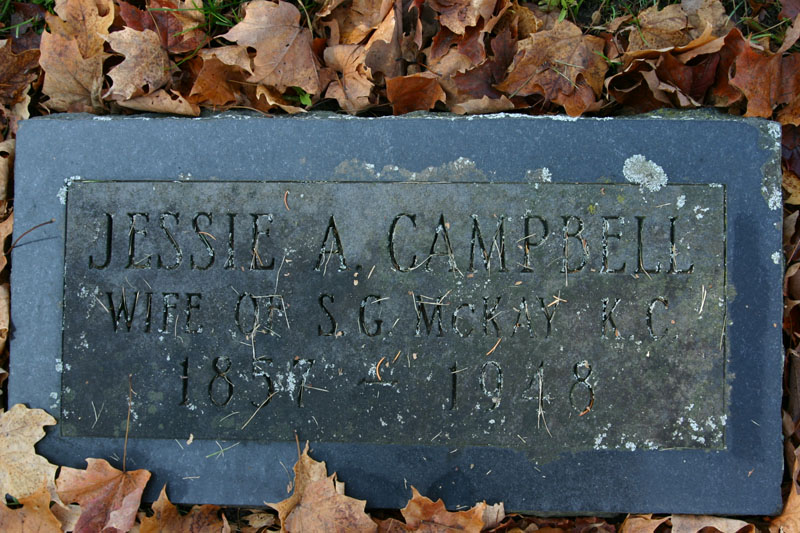 JESSIE A. CAMPBELL
WIFE OF S.G. McKAY K.C.
1857 - 1948